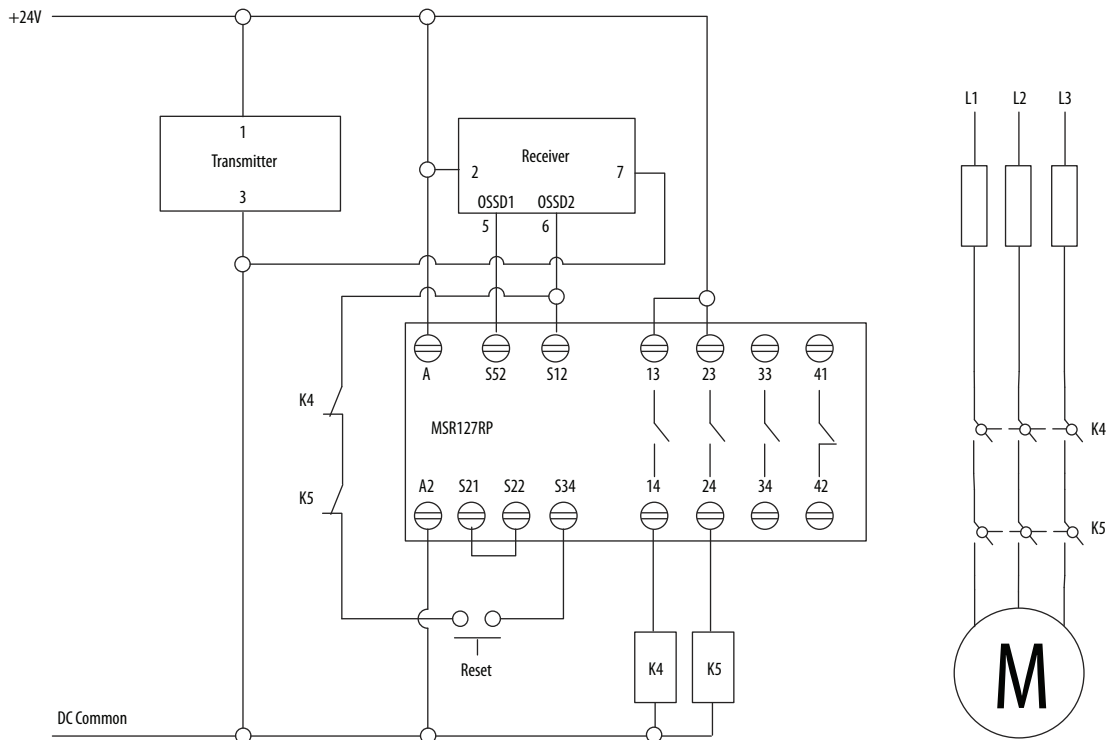 +24V
L1 L2 L3
1
Transmitter
3
Receiver
2 7
OSSD1 OSSD2
5 6
A S52 S12 13 23 33 41
K4
MSR127RP
K4
K5
A2 S21 S22 S34 14 24 34 42
K5
Reset
K4 K5
M
DC Common